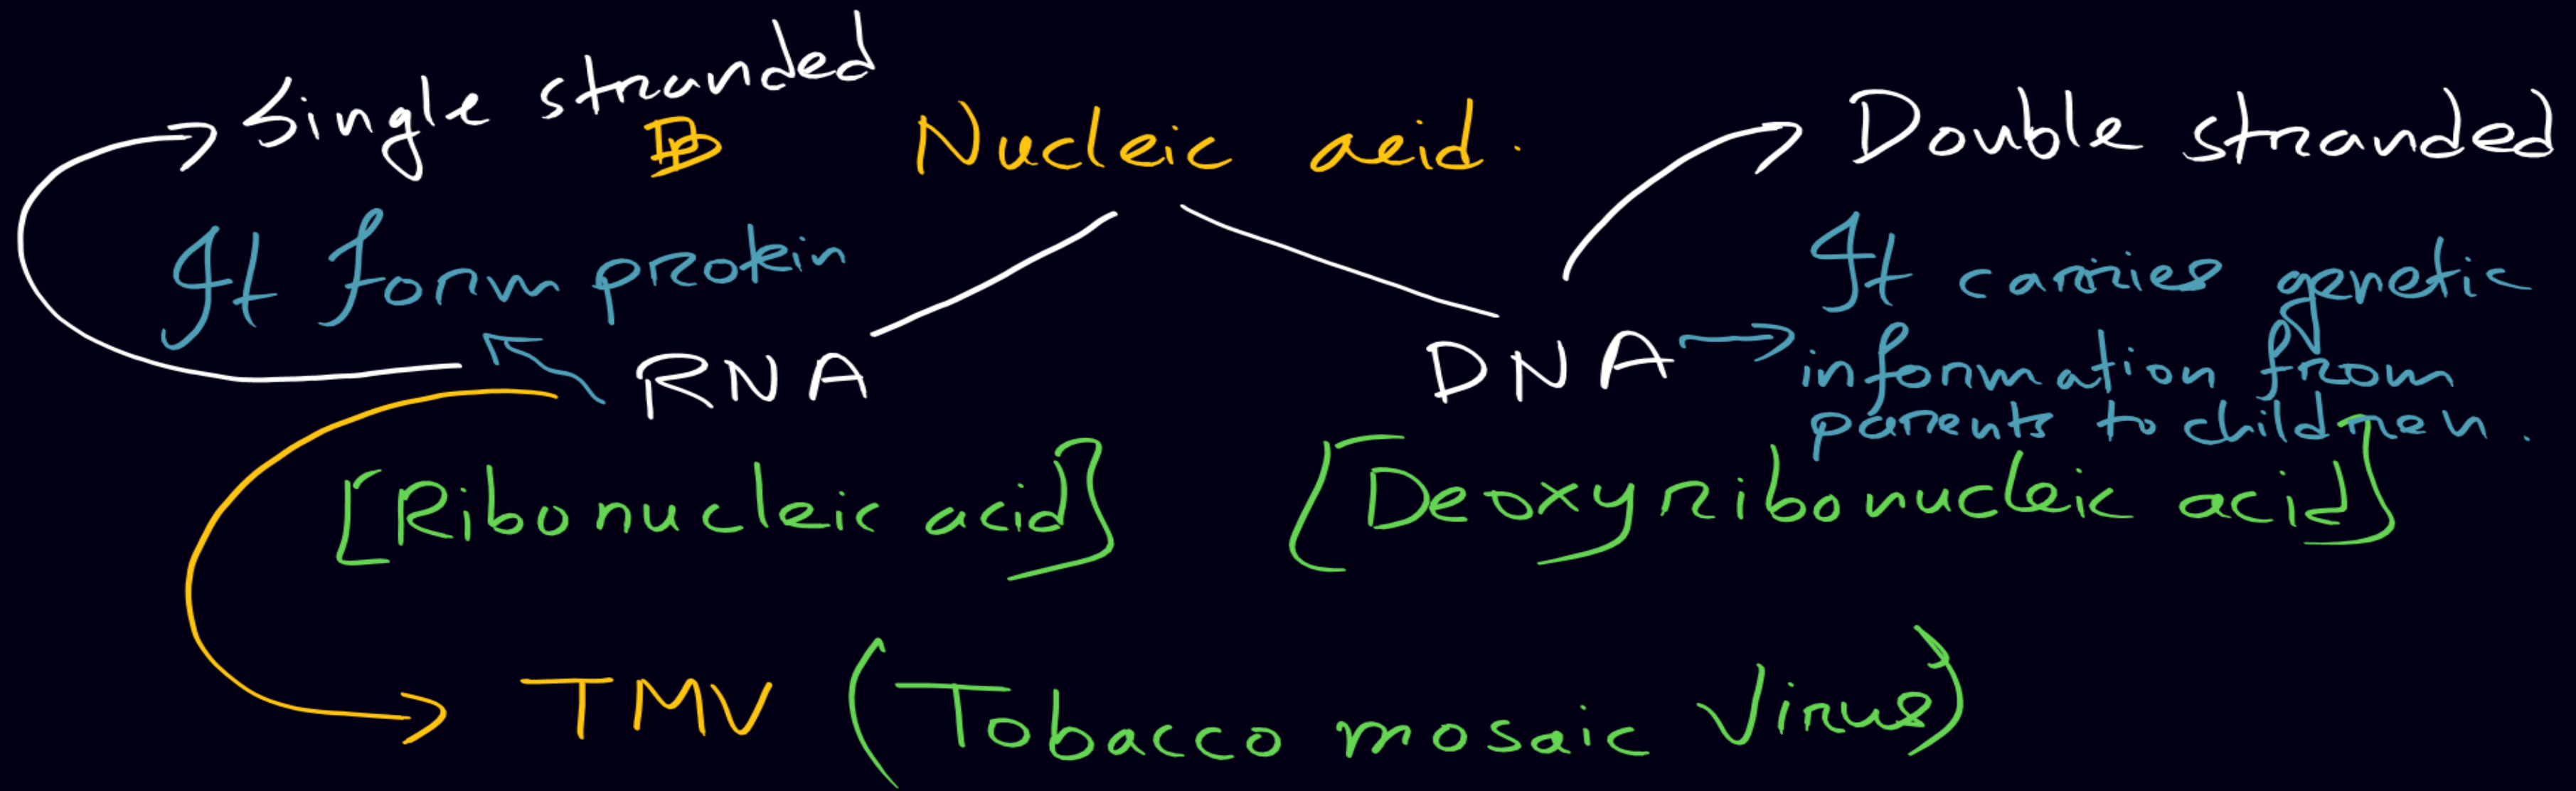 Single stranded
Nucleic acid.
Double stranded
It form protein
It carries genetic
information from
parents to children.
RNA
DNA
[Ribonucleic acid]
[Deoxyribonucleic acid]
TMV (Tobacco mosaic Virus)